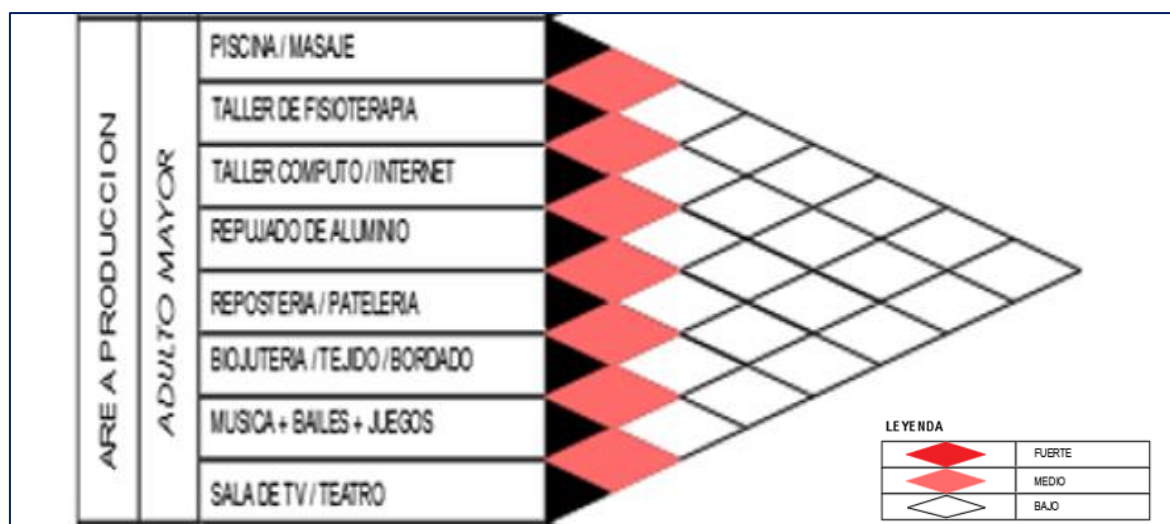 AREA PRODUCCION
ADULTO MAYOR
PISCINA / MASAJE
TALLER DE FISIOTERAPIA
TALLER COMPUTO / INTERNET
REPUJADO DE ALUMINIO
REPOSTERIA / PATELERIA
BIOJUTERIA / TEJIDO / BORDADO
MUSICA + BAILES + JUEGOS
SALA DE TV / TEATRO
LEYENDA
FUERTE
MEDIO
BAJO